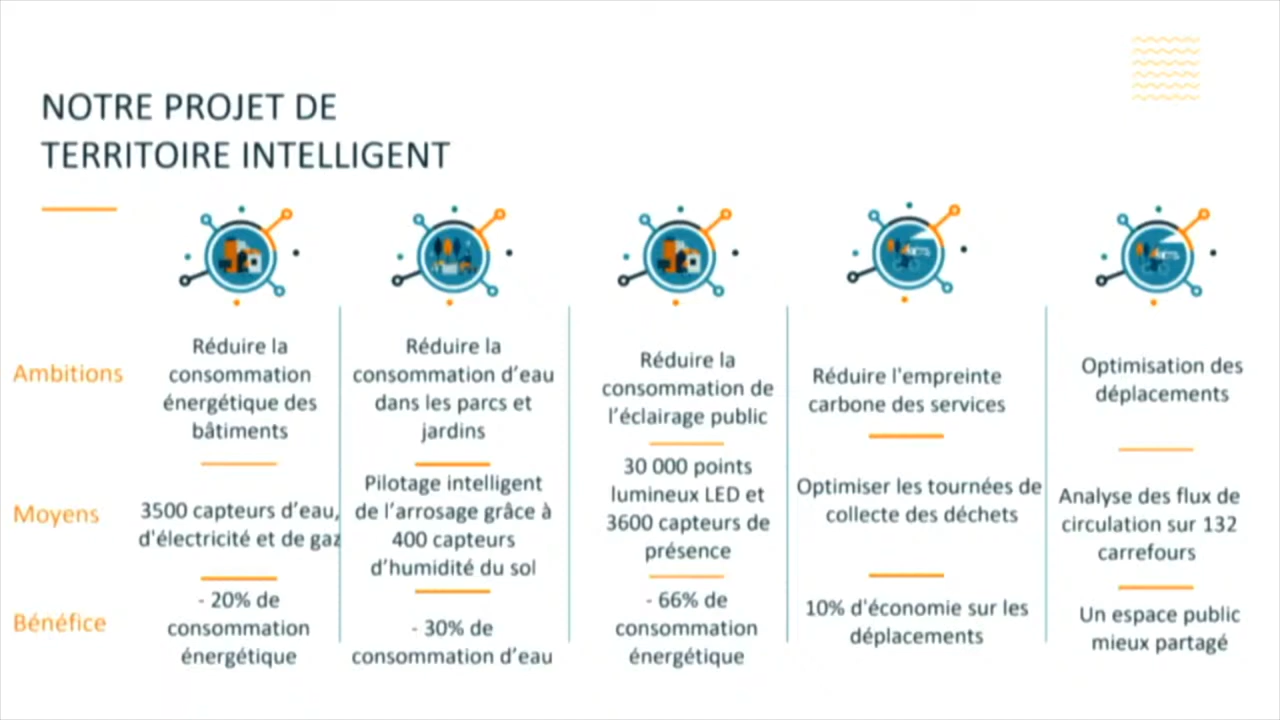 NOTRE PROJET DE
TERRITOIRE INTELLIGENT
Ambitions
Réduire la
consommation
énergétique des
bâtiments
Réduire la
consommation d’eau
dans les parcs et
jardins
Réduire la
consommation de
l’éclairage public
Réduire l'empreinte
carbone des services
Optimisation des
déplacements
Moyens
3500 capteurs d’eau,
d'électricité et de gaz
Pilotage intelligent
de l’arrosage grâce à
400 capteurs
d’humidité du sol
30 000 points
lumineux LED et
3600 capteurs de
présence
Optimiser les tournées de
collecte des déchets
Analyse des flux de
circulation sur 132
carrefours
Bénéfice
- 20% de
consommation
énergétique
- 30% de
consommation d’eau
- 66% de
consommation
énergétique
10% d'économie sur les
déplacements
Un espace public
mieux partagé